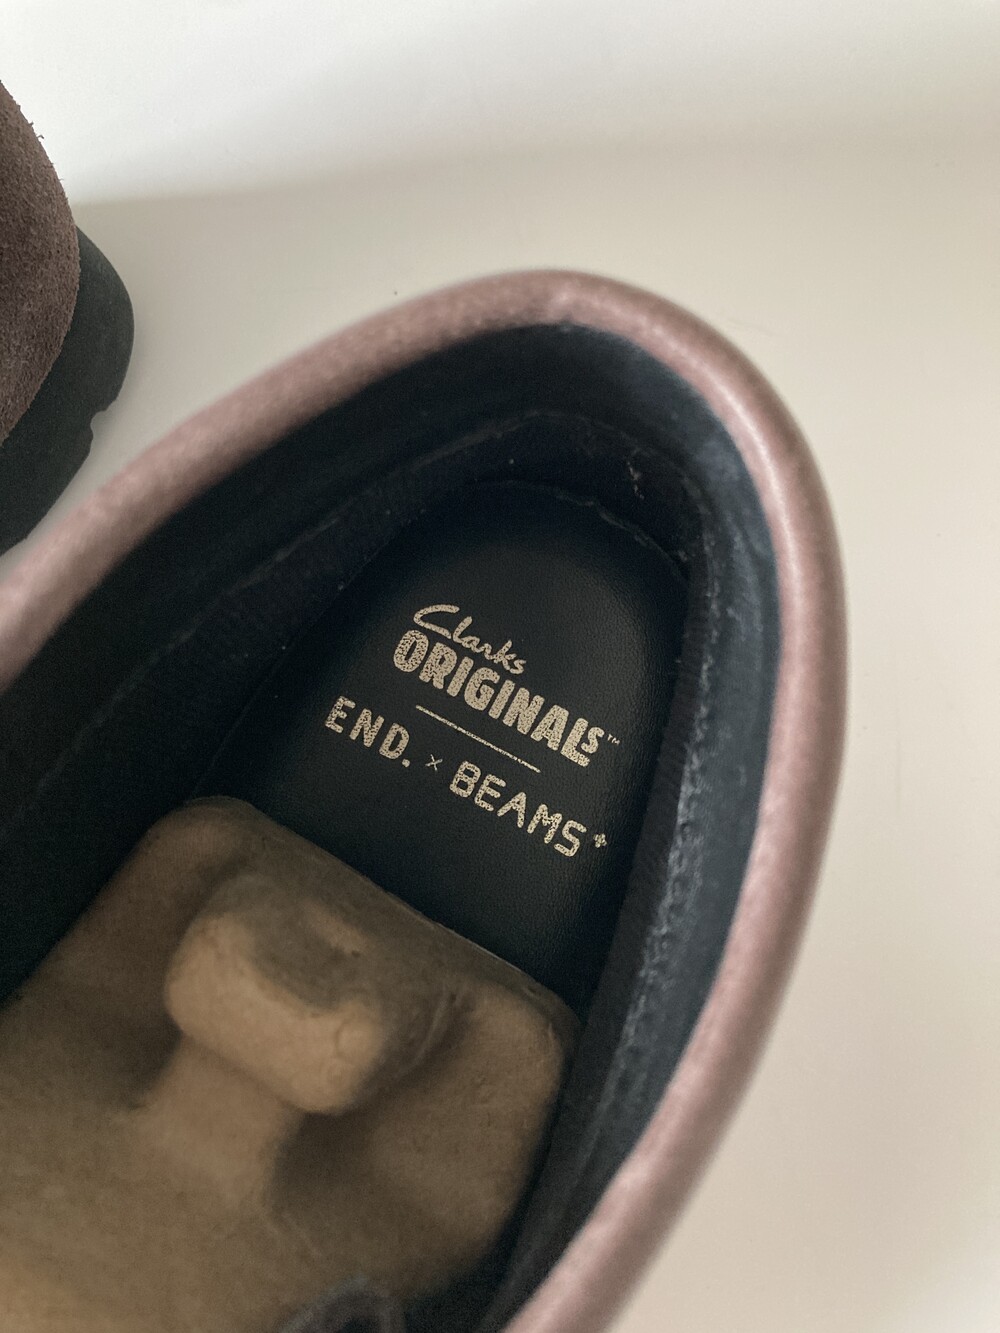 Clarks
ORIGINALS™
END. × BEAMS+